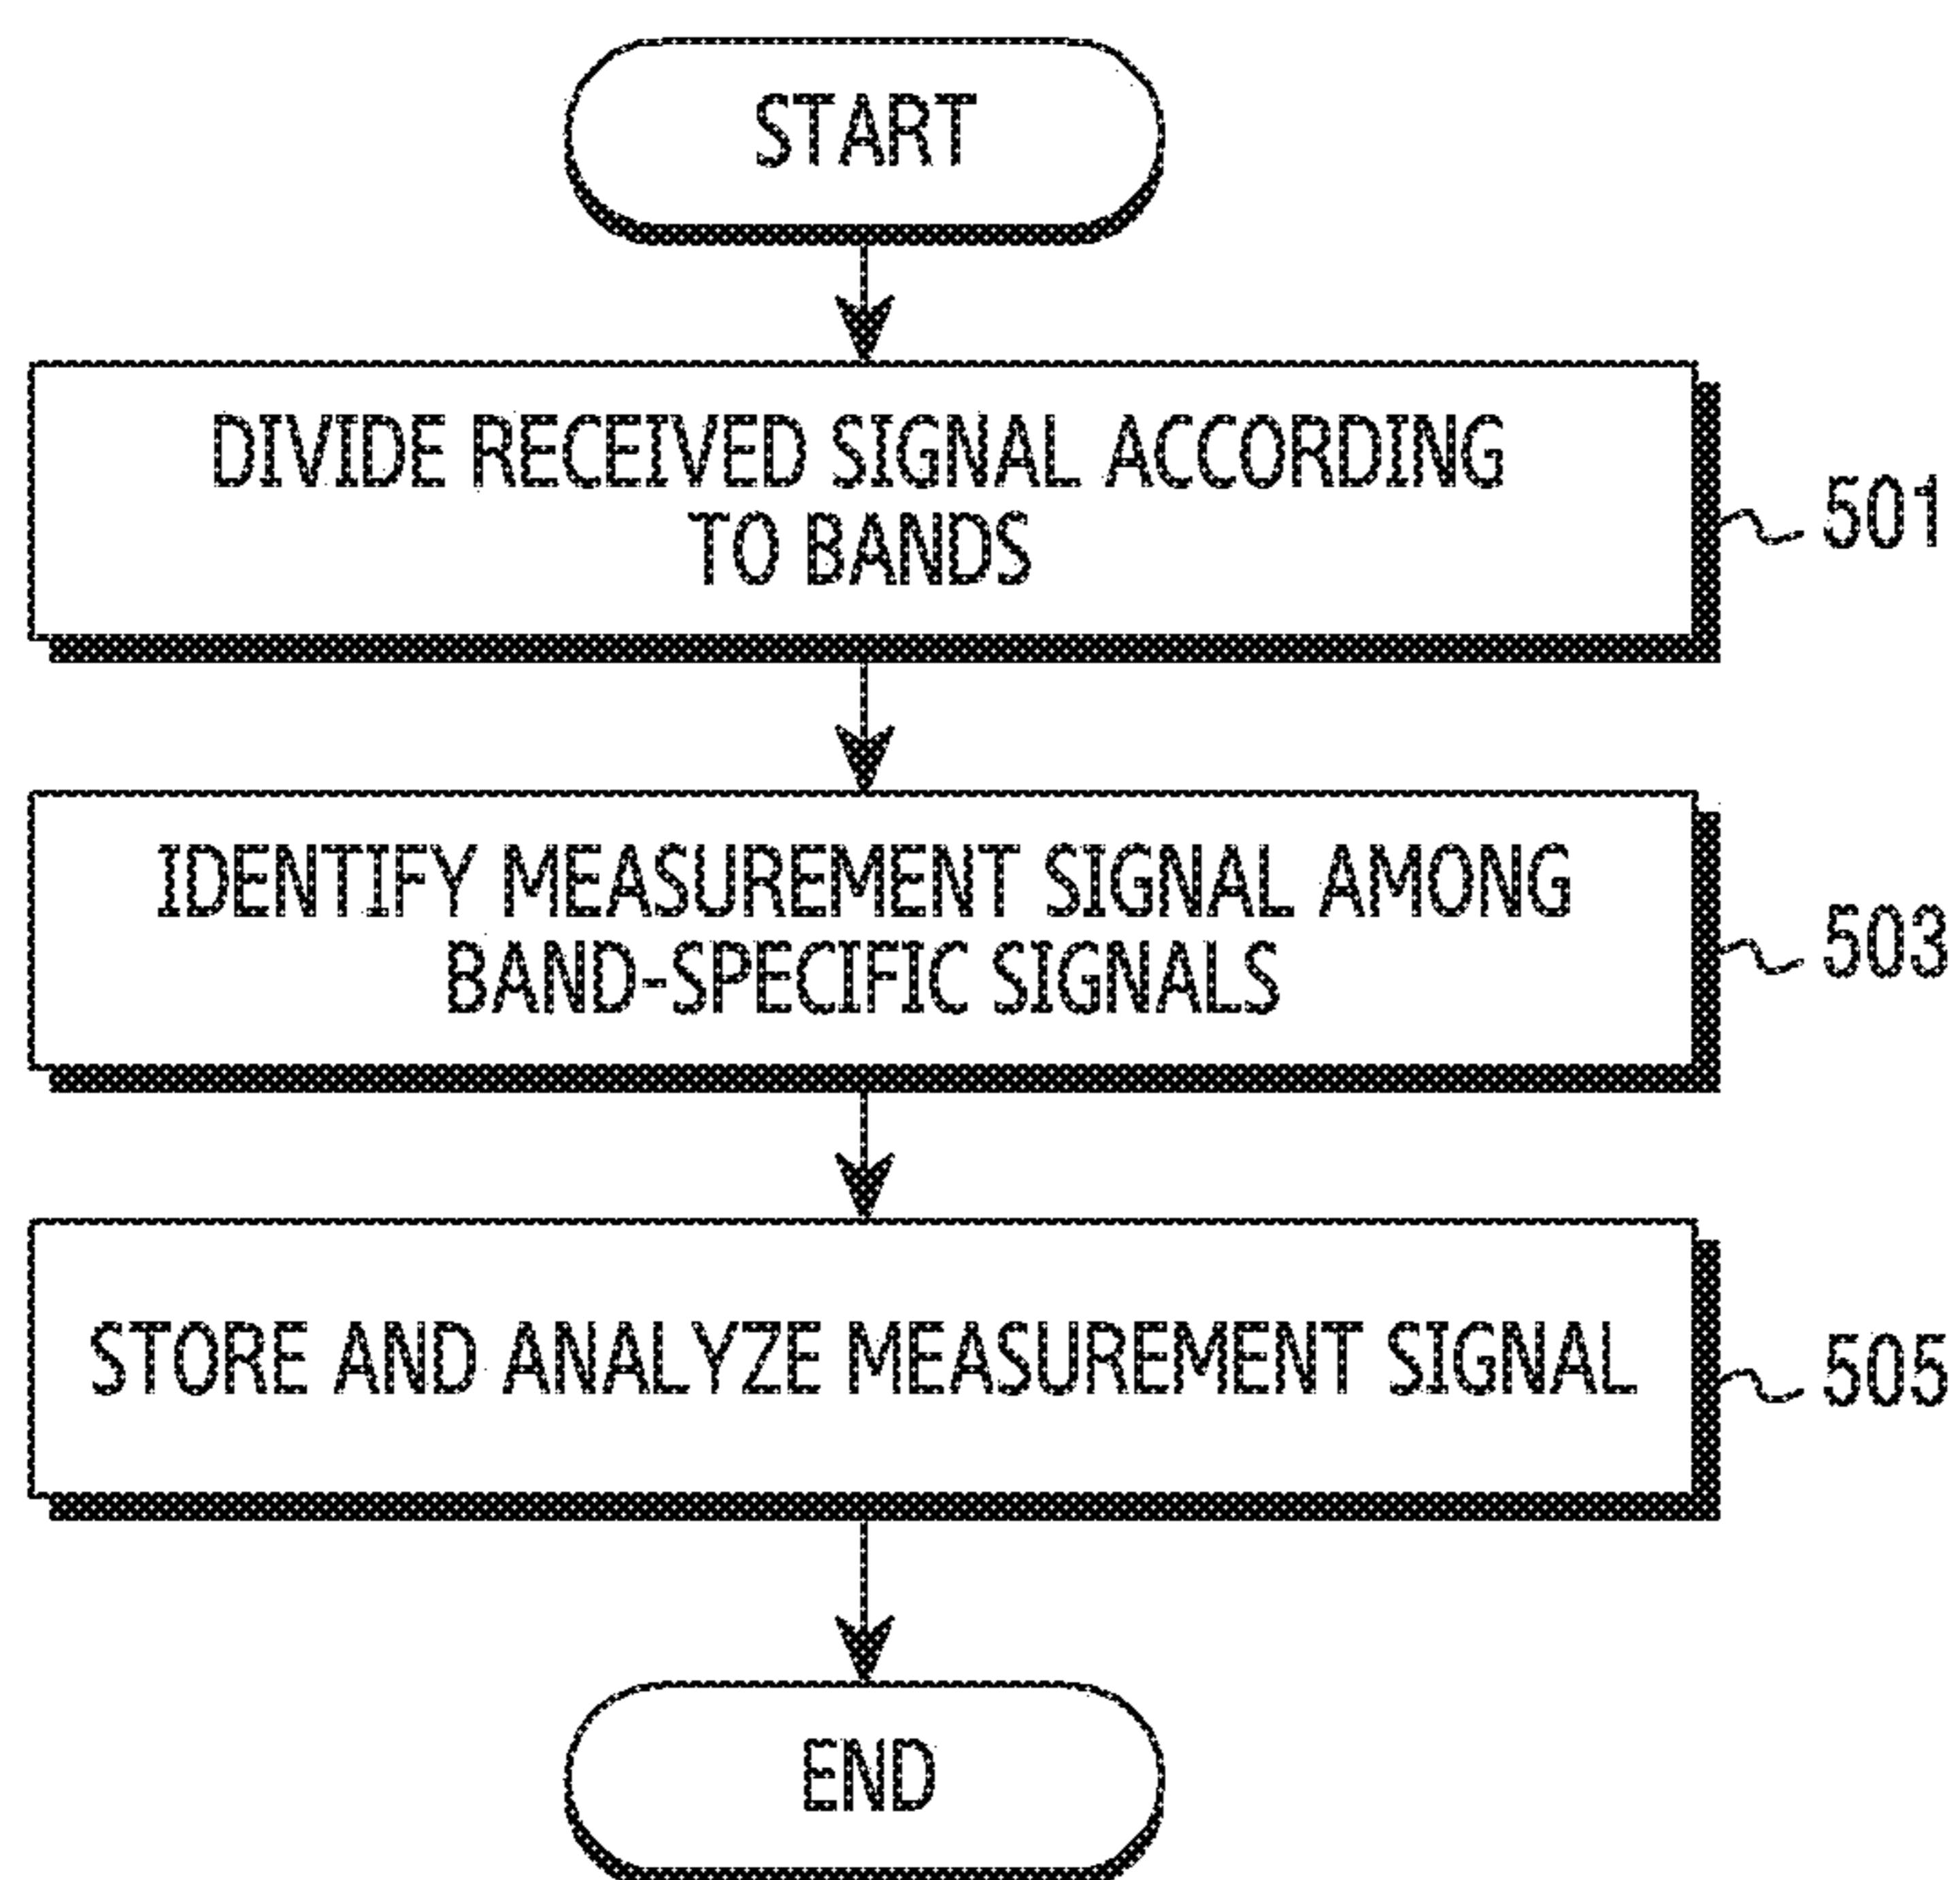 START
DIVIDE RECEIVED SIGNAL ACCORDING
TO BANDS
501
IDENTIFY MEASUREMENT SIGNAL AMONG
BAND-SPECIFIC SIGNALS
503
STORE AND ANALYZE MEASUREMENT SIGNAL
505
END